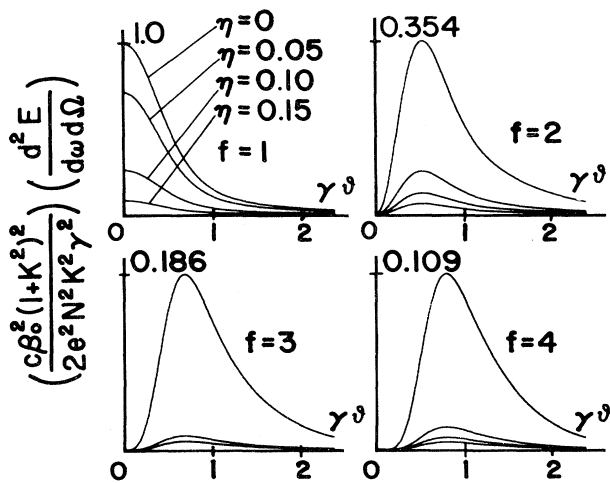 (cβ₀²(1+K²)² / 2e²N²K²γ²) (d²E / dωdΩ)
1.0
η=0
η=0.05
η=0.10
η=0.15
f=1
γϑ
0 1 2
0.354
f=2
γϑ
0 1 2
0.186
f=3
γϑ
0 1 2
0.109
f=4
γϑ
0 1 2